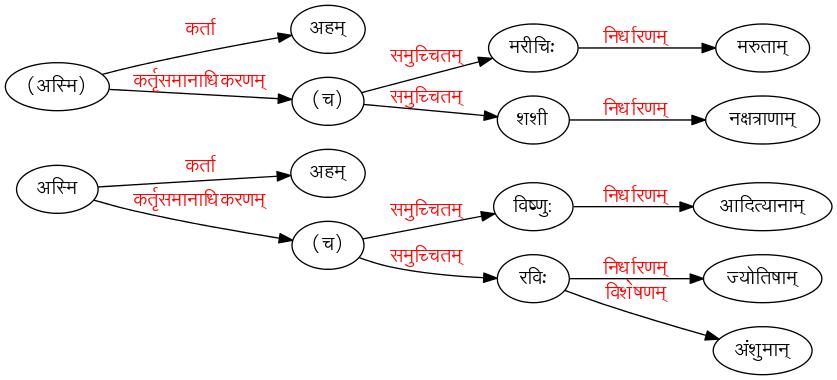 कर्ता
अहम्
(अस्मि)
कर्तृसमानाधिकरणम्
(च)
समुच्चितम्
मरीचिः
निर्धारणम्
मरुताम्
समुच्चितम्
शशी
निर्धारणम्
नक्षत्राणाम्
अस्मि
कर्ता
अहम्
कर्तृसमानाधिकरणम्
(च)
समुच्चितम्
विष्णुः
निर्धारणम्
आदित्यानाम्
समुच्चितम्
रविः
निर्धारणम्
ज्योतिषाम्
विशेषणम्
अंशुमान्